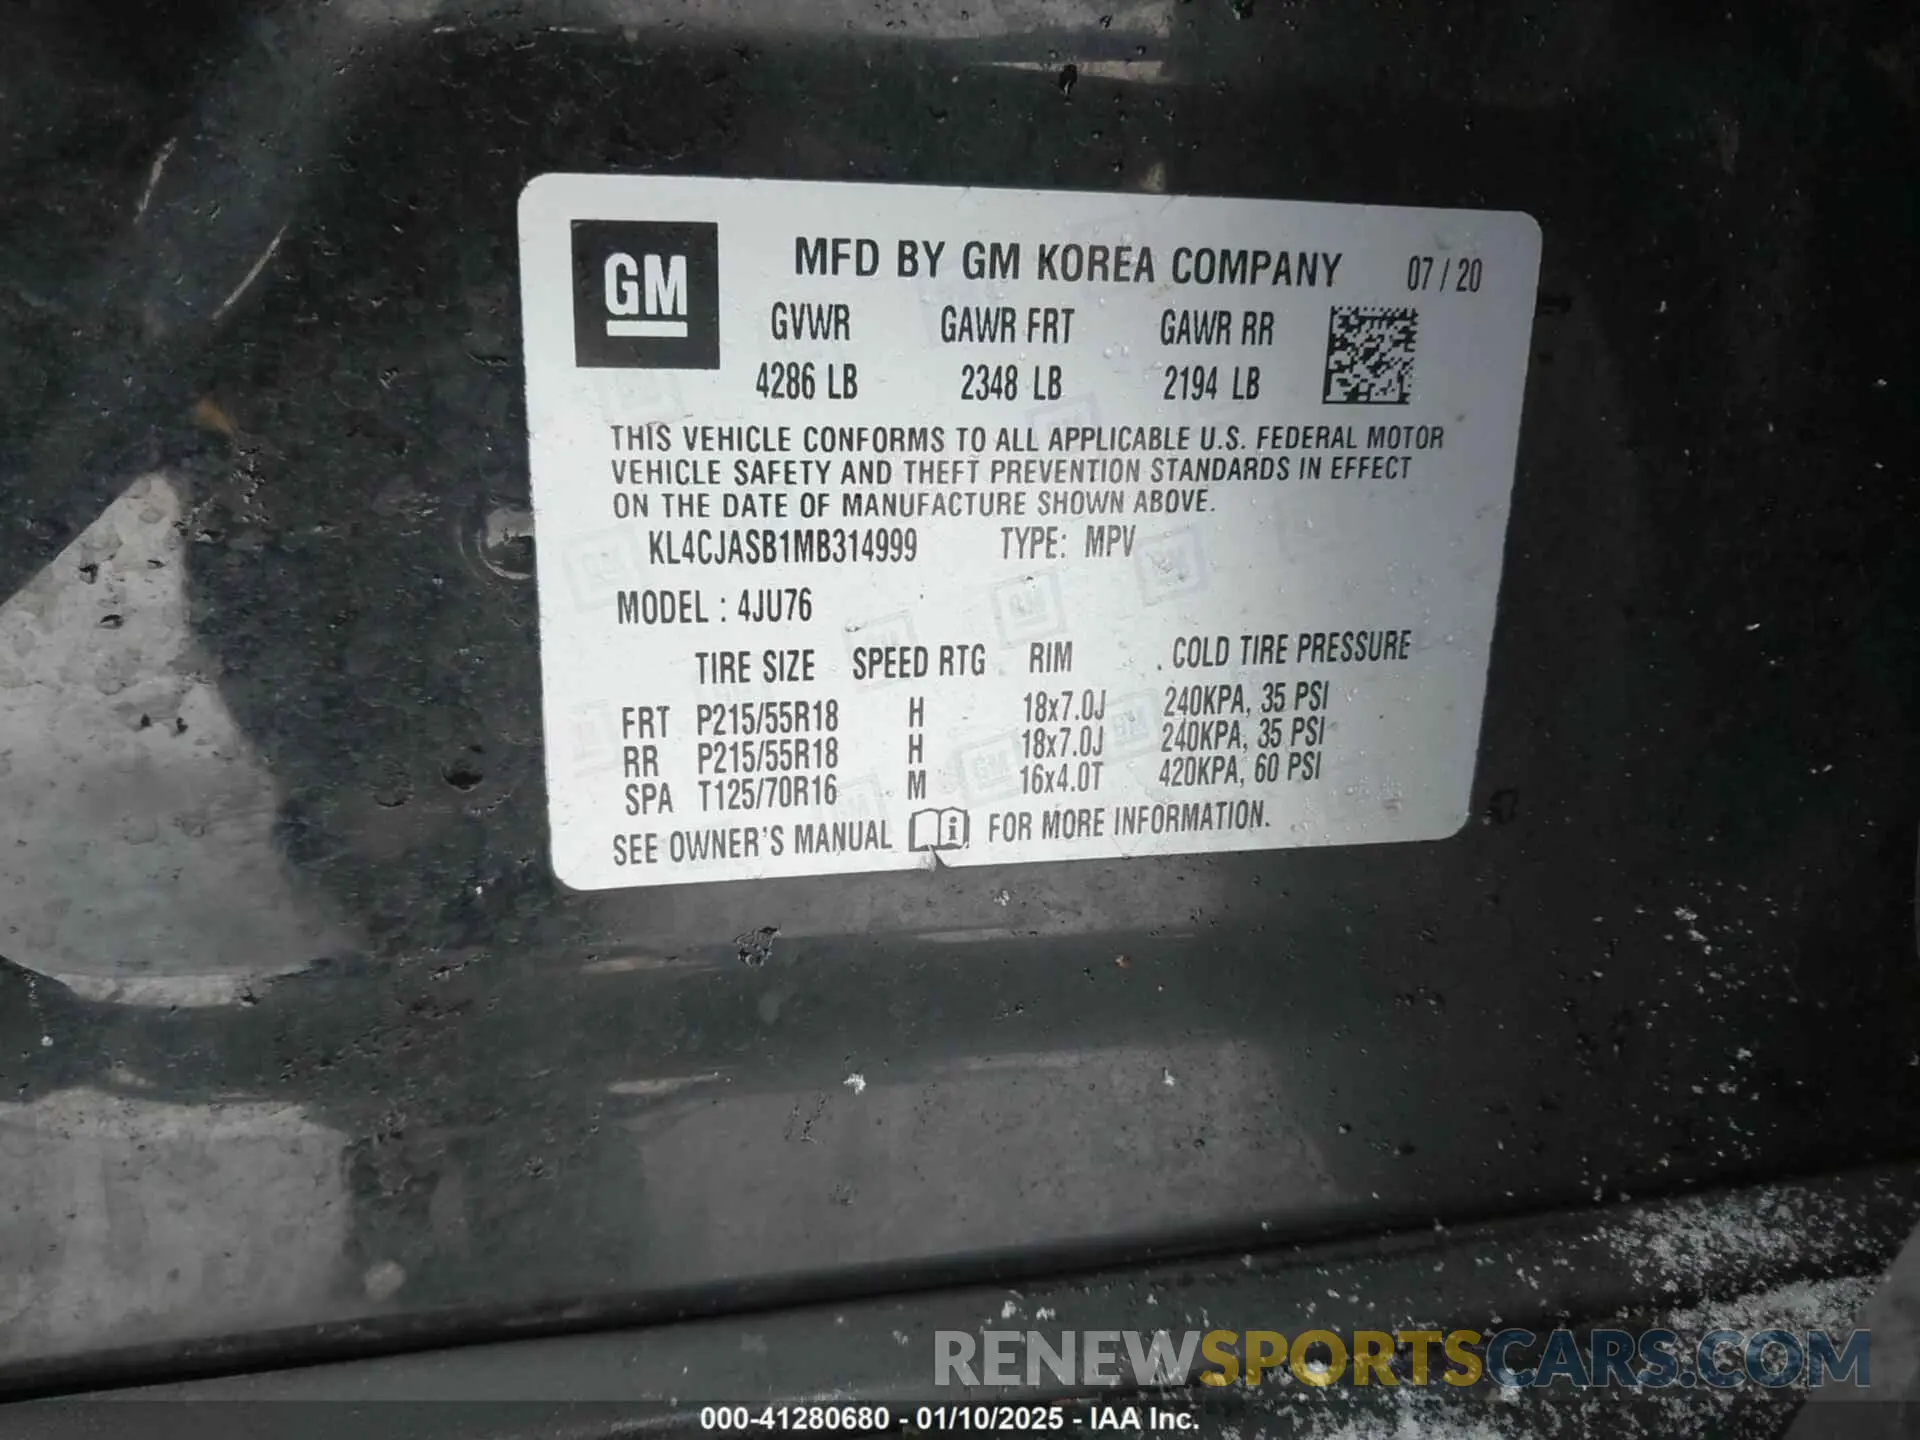 GM
MFD BY GM KOREA COMPANY 07 / 20
GVWR GAWR FRT GAWR RR
4286 LB 2348 LB 2194 LB
THIS VEHICLE CONFORMS TO ALL APPLICABLE U.S. FEDERAL MOTOR
VEHICLE SAFETY AND THEFT PREVENTION STANDARDS IN EFFECT
ON THE DATE OF MANUFACTURE SHOWN ABOVE.
KL4CJASB1MB314999 TYPE: MPV
MODEL : 4JU76
TIRE SIZE SPEED RTG RIM COLD TIRE PRESSURE
FRT P215/55R18 H 18x7.0J 240KPA, 35 PSI
RR P215/55R18 H 18x7.0J 240KPA, 35 PSI
SPA T125/70R16 M 16x4.0T 420KPA, 60 PSI
SEE OWNER'S MANUAL i FOR MORE INFORMATION.
RENEWSPORTSCARS.COM
000-41280680 - 01/10/2025 - IAA Inc.